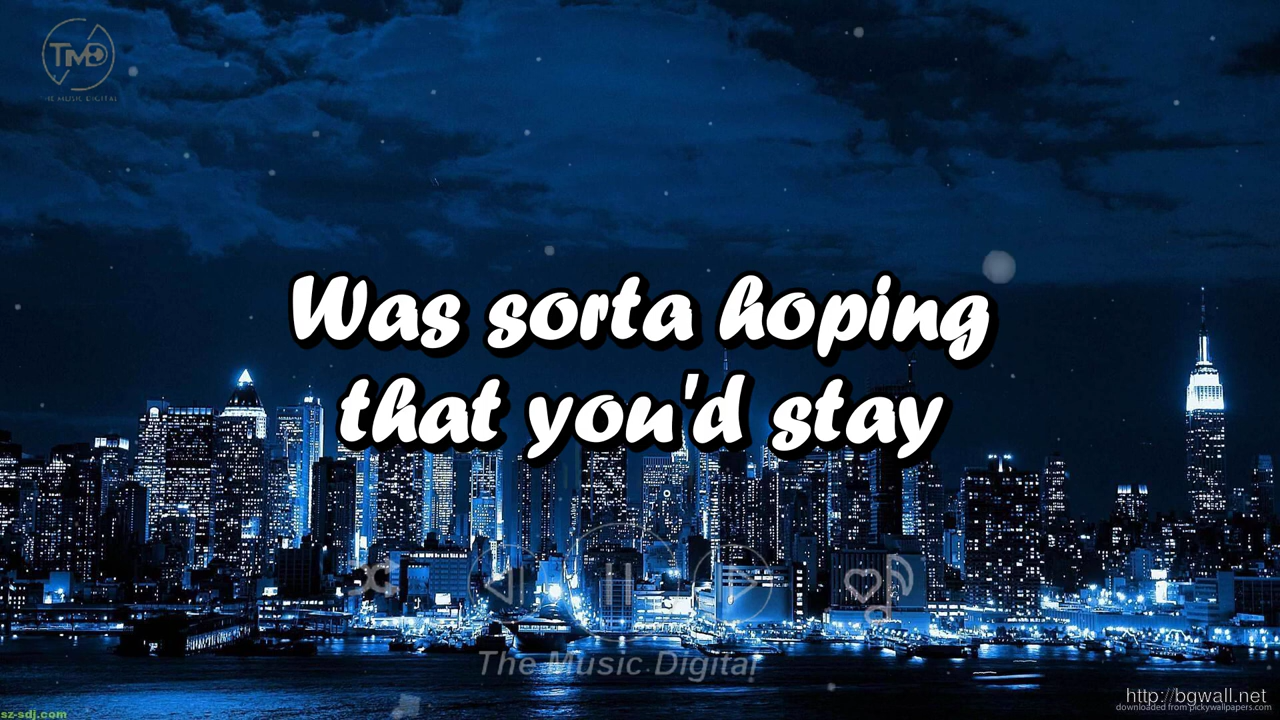 TMD
THE MUSIC DIGITAL
Was sorta hoping
that you'd stay
The Music Digital
http://bgwall.net
downloaded from pickywallpapers.com
sz-sdj.com